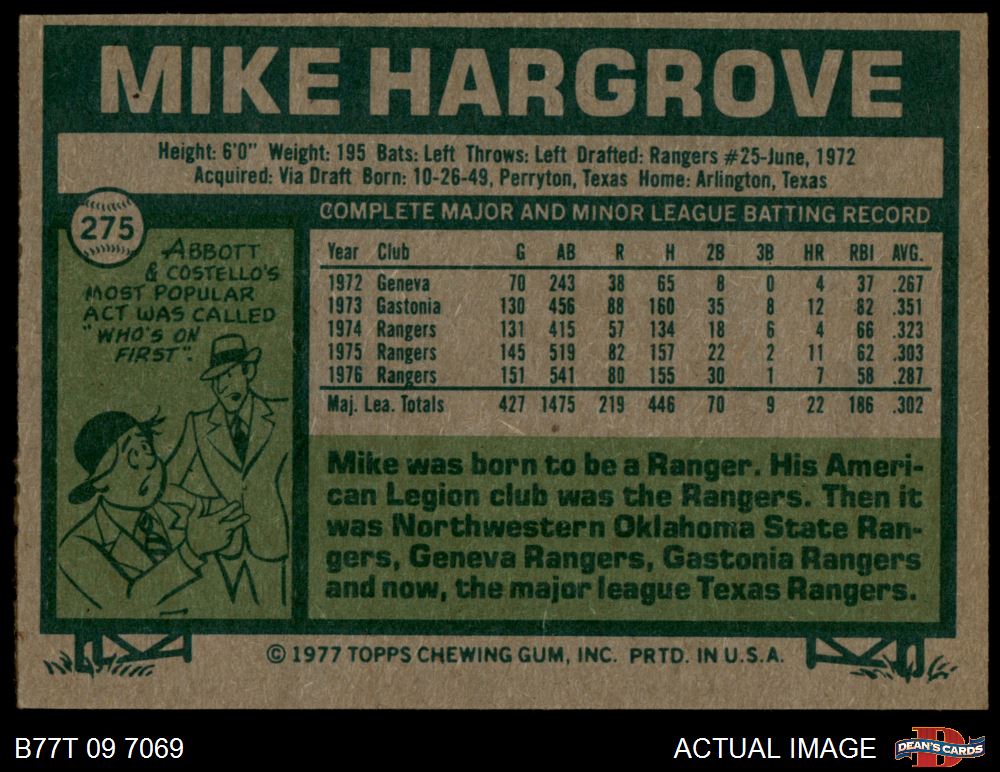 MIKE HARGROVE
Height: 6'0" Weight: 195 Bats: Left Throws: Left Drafted: Rangers #25-June, 1972
Acquired: Via Draft Born: 10-26-49, Perryton, Texas Home: Arlington, Texas
275
ABBOTT
& COSTELLO'S
MOST POPULAR
ACT WAS CALLED
"WHO'S ON
FIRST".
COMPLETE MAJOR AND MINOR LEAGUE BATTING RECORD
Year Club G AB R H 2B 3B HR RBI AVG.
1972 Geneva 70 243 38 65 8 0 4 37 .267
1973 Gastonia 130 456 88 160 35 8 12 82 .351
1974 Rangers 131 415 57 134 18 6 4 66 .323
1975 Rangers 145 519 82 157 22 2 11 62 .303
1976 Rangers 151 541 80 155 30 1 7 58 .287
Maj. Lea. Totals 427 1475 219 446 70 9 22 186 .302
Mike was born to be a Ranger. His Ameri-
can Legion club was the Rangers. Then it
was Northwestern Oklahoma State Ran-
gers, Geneva Rangers, Gastonia Rangers
and now, the major league Texas Rangers.
© 1977 TOPPS CHEWING GUM, INC. PRTD. IN U.S.A.
B77T 09 7069
ACTUAL IMAGE
D
DEAN'S CARDS